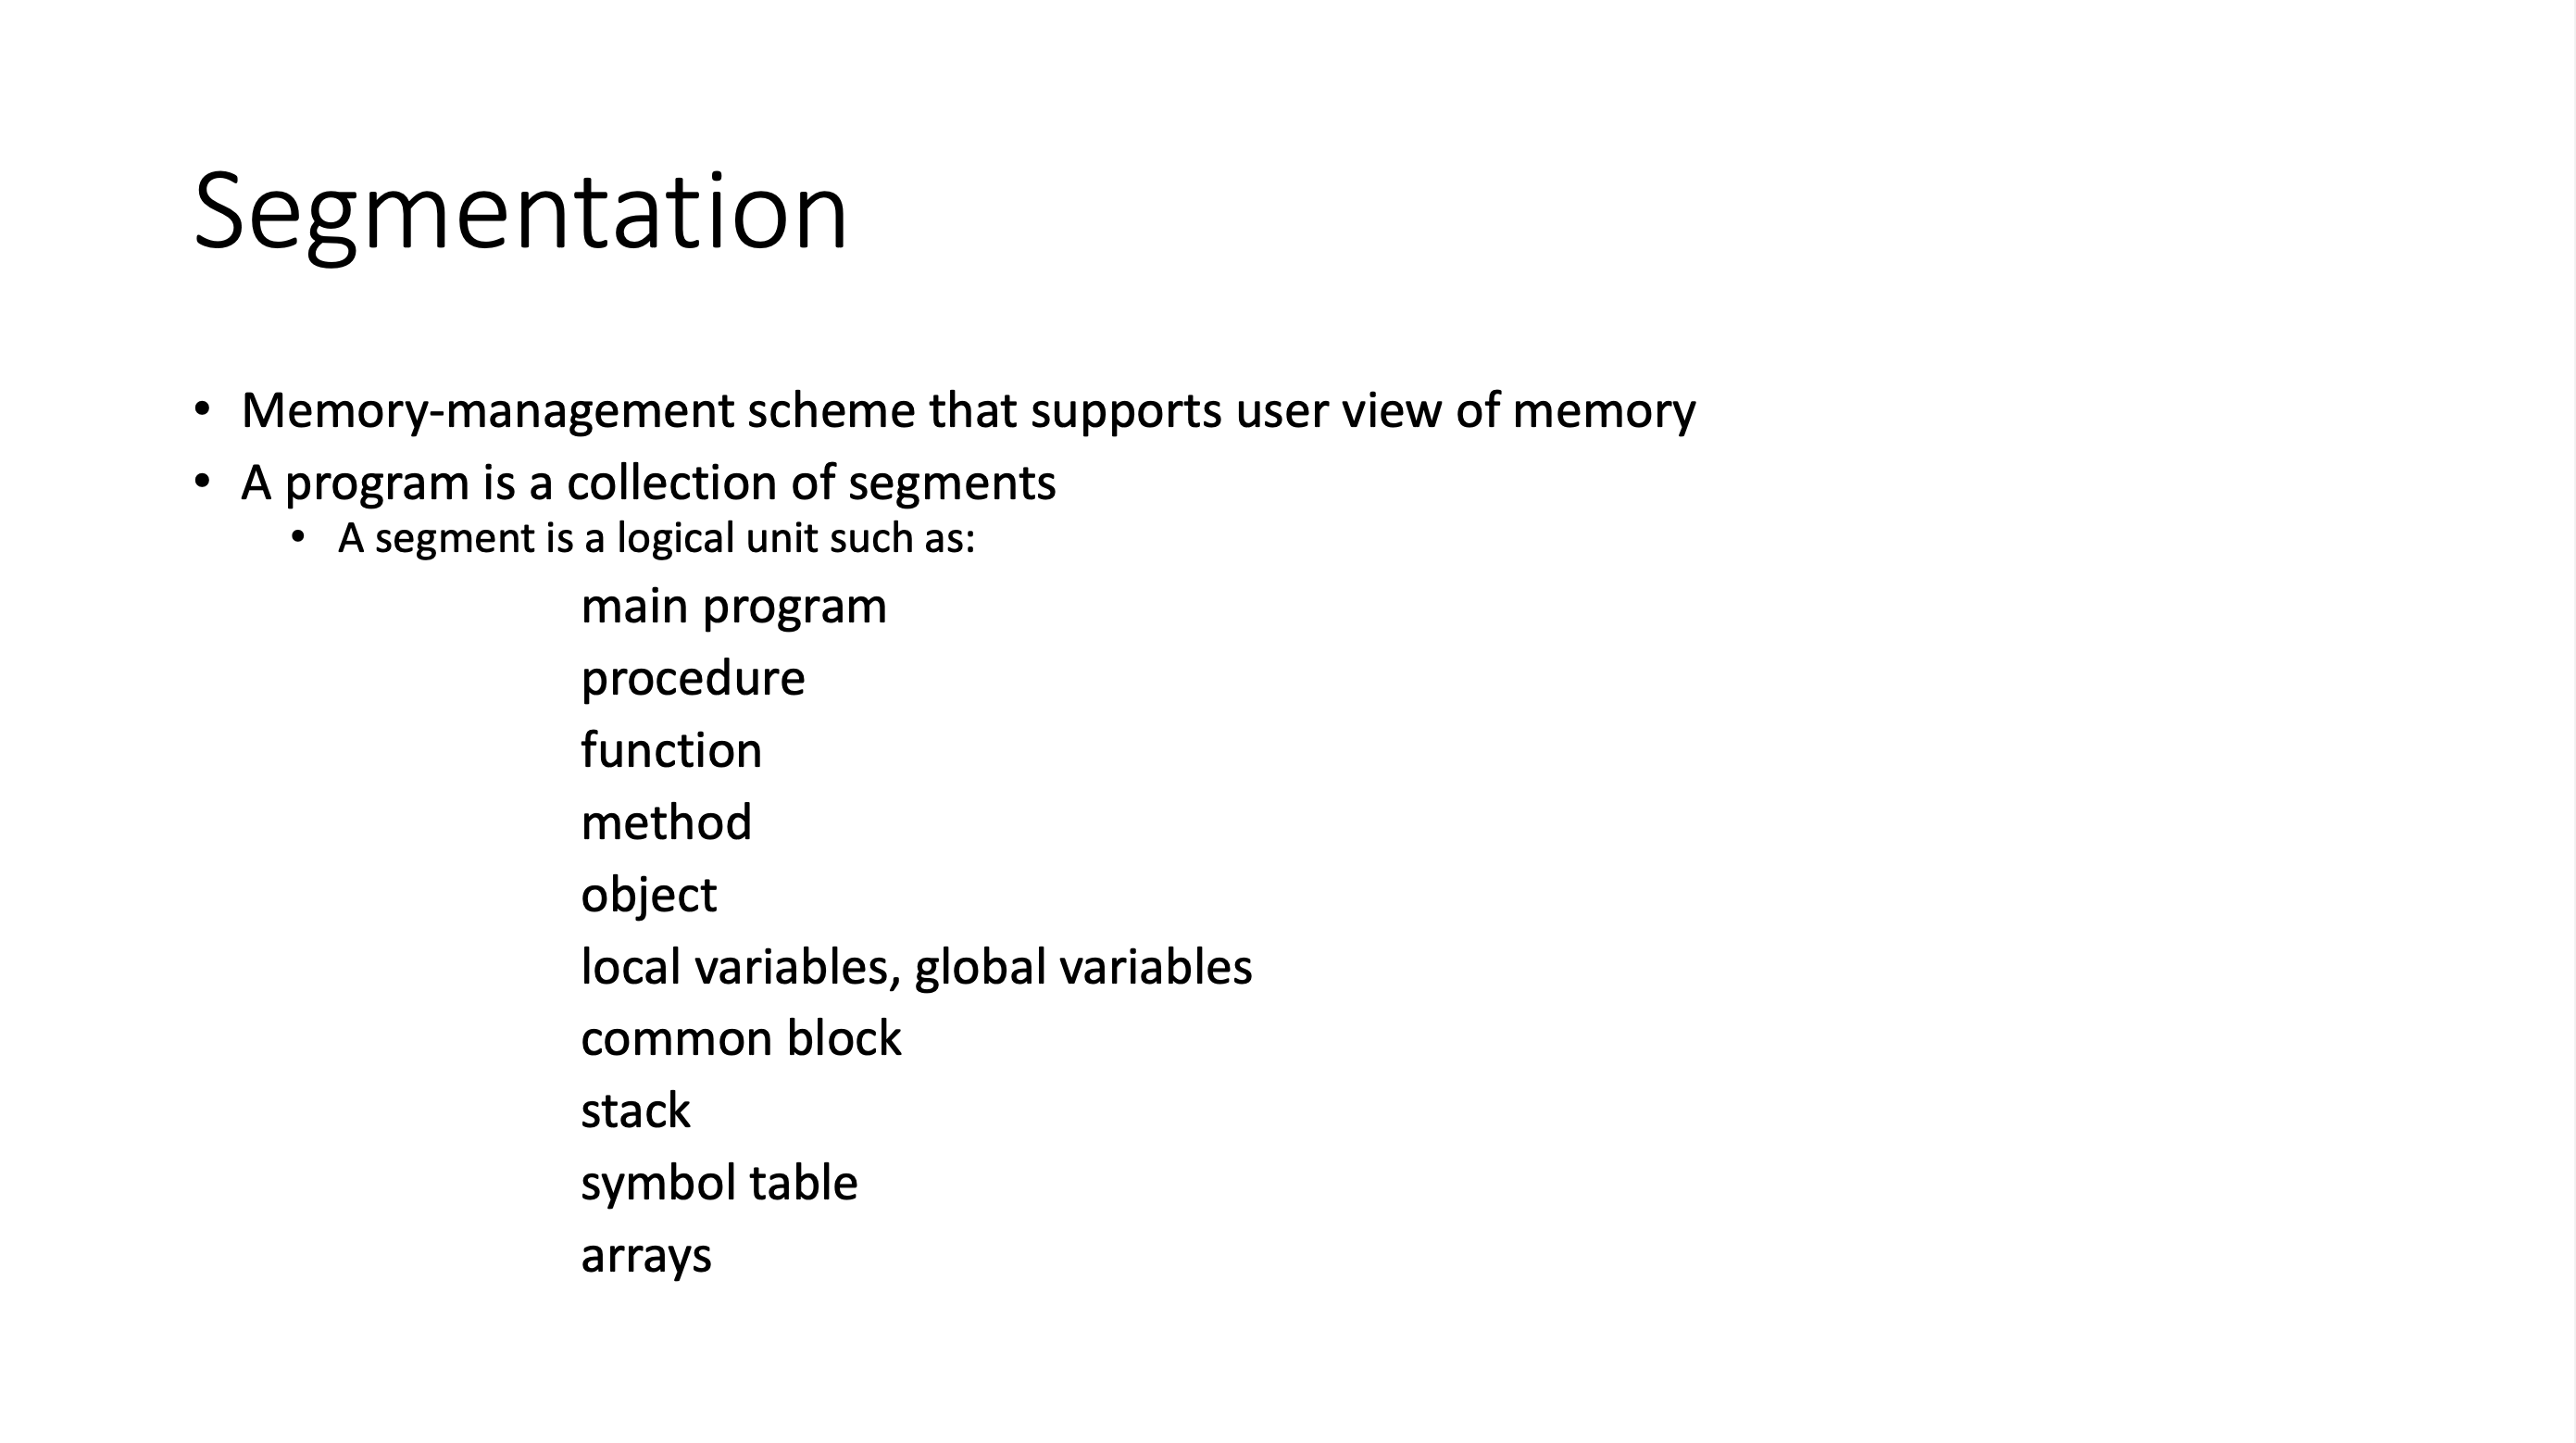 Segmentation
• Memory-management scheme that supports user view of memory
• A program is a collection of segments
• A segment is a logical unit such as:
main program
procedure
function
method
object
local variables, global variables
common block
stack
symbol table
arrays